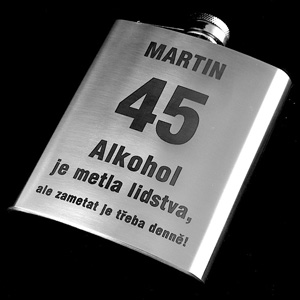 MARTIN
45
Alkohol
je metla lidstva,
ale zametat je třeba denně!